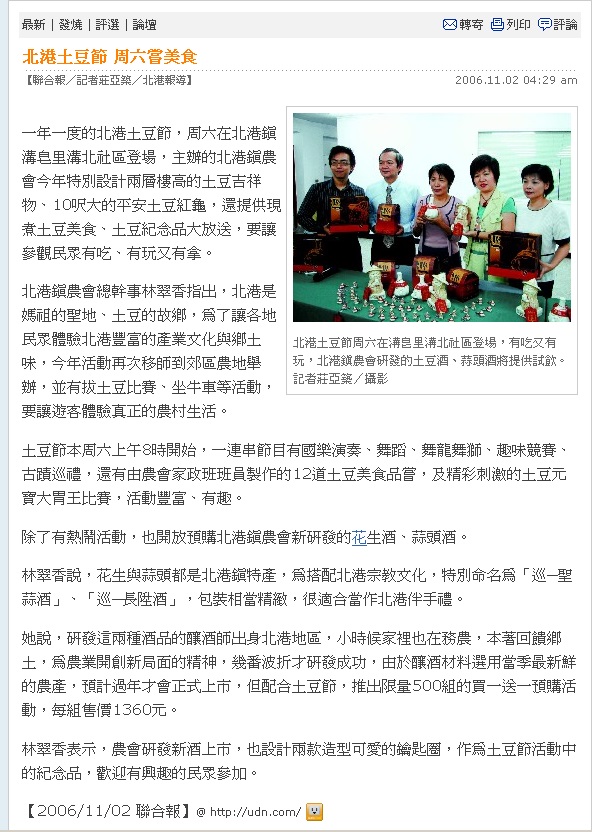 最新 | 發燒 | 評選 | 論壇
轉寄 列印 評論
北港土豆節 周六嘗美食
【聯合報／記者莊亞築／北港報導】
2006.11.02 04:29 am
一年一度的北港土豆節，周六在北港鎮
溝皂里溝北社區登場，主辦的北港鎮農
會今年特別設計兩層樓高的土豆吉祥
物、10呎大的平安土豆紅龜，還提供現
煮土豆美食、土豆紀念品大放送，要讓
參觀民眾有吃、有玩又有拿。
北港土豆節周六在溝皂里溝北社區登場，有吃又有
玩，北港鎮農會研發的土豆酒、蒜頭酒將提供試飲。
記者莊亞築／攝影
北港鎮農會總幹事林翠香指出，北港是
媽祖的聖地、土豆的故鄉，為了讓各地
民眾體驗北港豐富的產業文化與鄉土
味，今年活動再次移師到郊區農地舉
辦，並有拔土豆比賽、坐牛車等活動，
要讓遊客體驗真正的農村生活。
土豆節本周六上午8時開始，一連串節目有國樂演奏、舞蹈、舞龍舞獅、趣味競賽、
古蹟巡禮，還有由農會家政班班員製作的12道土豆美食品嘗，及精彩刺激的土豆元
寶大胃王比賽，活動豐富、有趣。
除了有熱鬧活動，也開放預購北港鎮農會新研發的花生酒、蒜頭酒。
林翠香說，花生與蒜頭都是北港鎮特產，為搭配北港宗教文化，特別命名為「巡─聖
蒜酒」、「巡─長陞酒」，包裝相當精緻，很適合當作北港伴手禮。
她說，研發這兩種酒品的釀酒師出身北港地區，小時候家裡也在務農，本著回饋鄉
土，為農業開創新局面的精神，幾番波折才研發成功，由於釀酒材料選用當季最新鮮
的農產，預計過年才會正式上市，但配合土豆節，推出限量500組的買一送一預購活
動，每組售價1360元。
林翠香表示，農會研發新酒上市，也設計兩款造型可愛的鑰匙圈，作為土豆節活動中
的紀念品，歡迎有興趣的民眾參加。
【2006/11/02 聯合報】@ http://udn.com/